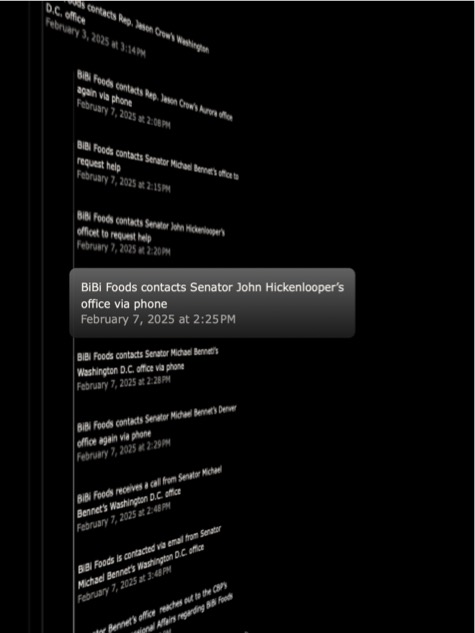 Foods contacts Rep. Jason Crow's Washington
D.C. office
February 3, 2025 at 3:14PM
BiBi Foods contacts Rep. Jason Crow's Aurora office
again via phone
February 7, 2025 at 2:08PM
BiBi Foods contacts Senator Michael Bennet's office to
request help
February 7, 2025 at 2:15PM
BiBi Foods contacts Senator John Hickenlooper's
officet to request help
February 7, 2025 at 2:20PM
BiBi Foods contacts Senator John Hickenlooper's
office via phone
February 7, 2025 at 2:25PM
BiBi Foods contacts Senator Michael Bennet's
Washington D.C. office via phone
February 7, 2025 at 2:28PM
BiBi Foods contacts Senator Michael Bennet's Denver
office again via phone
February 7, 2025 at 2:29PM
BiBi Foods receives a call from Senator Michael
Bennet's Washington D.C. office
February 7, 2025 at 2:48PM
BiBi Foods is contacted via email from Senator
Michael Bennet's Washington D.C. office
February 7, 2025 at 3:48PM
Bennet's office reaches out to the CBP's
Affairs regarding BiBi Foods